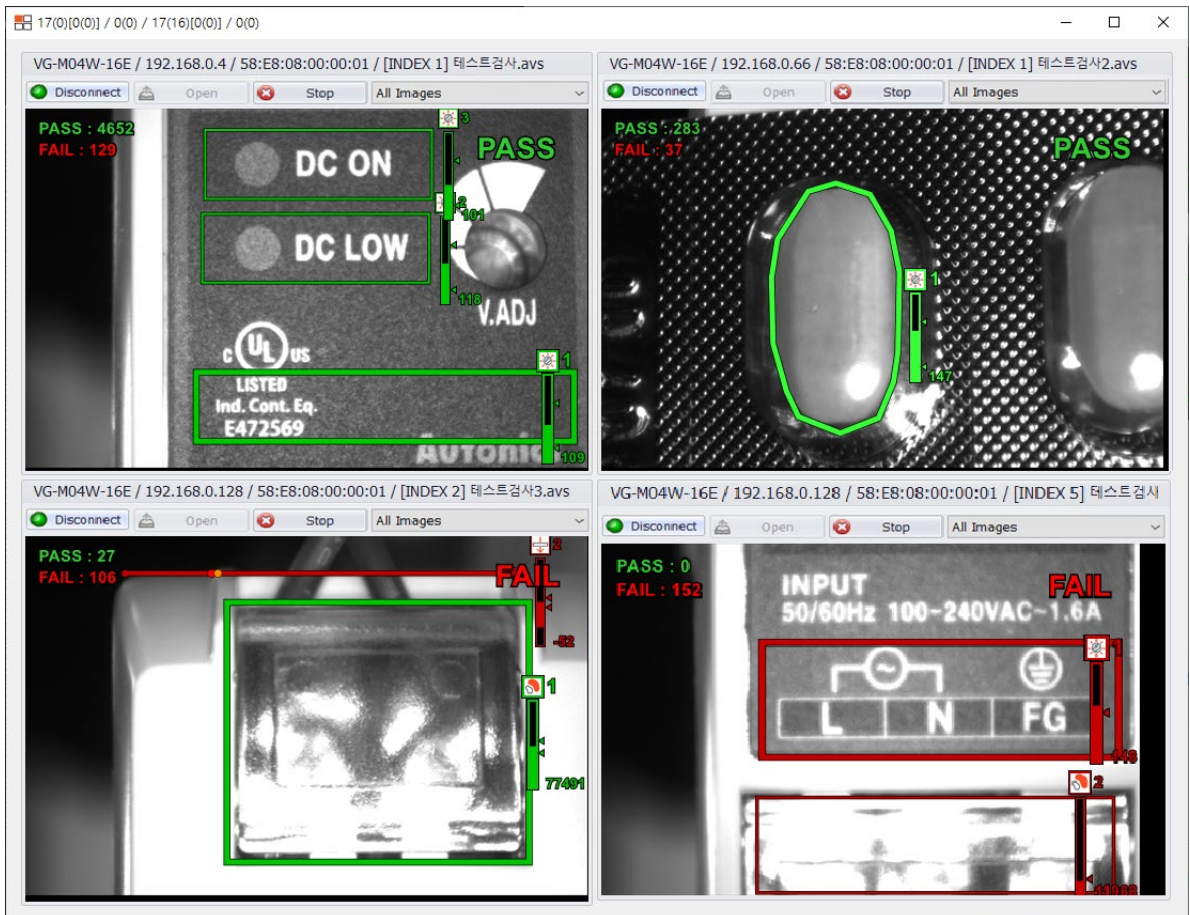 17(0)[0(0)] / 0(0) / 17(16)[0(0)] / 0(0)
VG-M04W-16E / 192.168.0.4 / 58:E8:08:00:00:01 / [INDEX 1] 테스트검사.avs
Disconnect Open Stop All Images
PASS : 4652
FAIL : 129
PASS
3
DC ON
2
101
DC LOW
118
V.ADJ
C UL US
1
LISTED
Ind. Cont. Eq.
E472569
Autonics
109
VG-M04W-16E / 192.168.0.66 / 58:E8:08:00:00:01 / [INDEX 1] 테스트검사2.avs
Disconnect Open Stop All Images
PASS : 283
FAIL : 37
PASS
1
147
VG-M04W-16E / 192.168.0.128 / 58:E8:08:00:00:01 / [INDEX 2] 테스트검사3.avs
Disconnect Open Stop All Images
PASS : 27
FAIL : 106
FAIL
2
-52
1
77491
VG-M04W-16E / 192.168.0.128 / 58:E8:08:00:00:01 / [INDEX 5] 테스트검사
Disconnect Open Stop All Images
PASS : 0
FAIL : 152
FAIL
INPUT
50/60Hz 100~240VAC~1.6A
1
L N FG
148
2